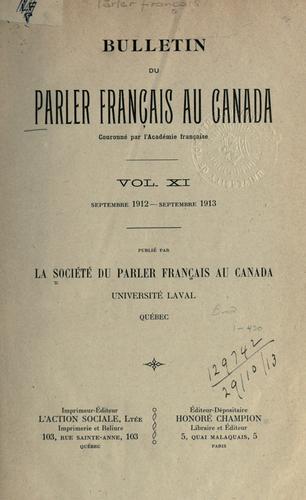 Parler français
BULLETIN
DU
PARLER FRANÇAIS AU CANADA
Couronné par l'Académie française
VOL. XI
SEPTEMBRE 1912—SEPTEMBRE 1913
PUBLIÉ PAR
LA SOCIÉTÉ DU PARLER FRANÇAIS AU CANADA
UNIVERSITÉ LAVAL
QUÉBEC
129742
29/10/13
Imprimeur-Éditeur
L'ACTION SOCIALE, LTÉE
Imprimerie et Reliure
103, RUE SAINTE-ANNE, 103
QUÉBEC
Éditeur-Dépositaire
HONORÉ CHAMPION
Libraire et Éditeur
5, QUAI MALAQUAIS, 5
PARIS